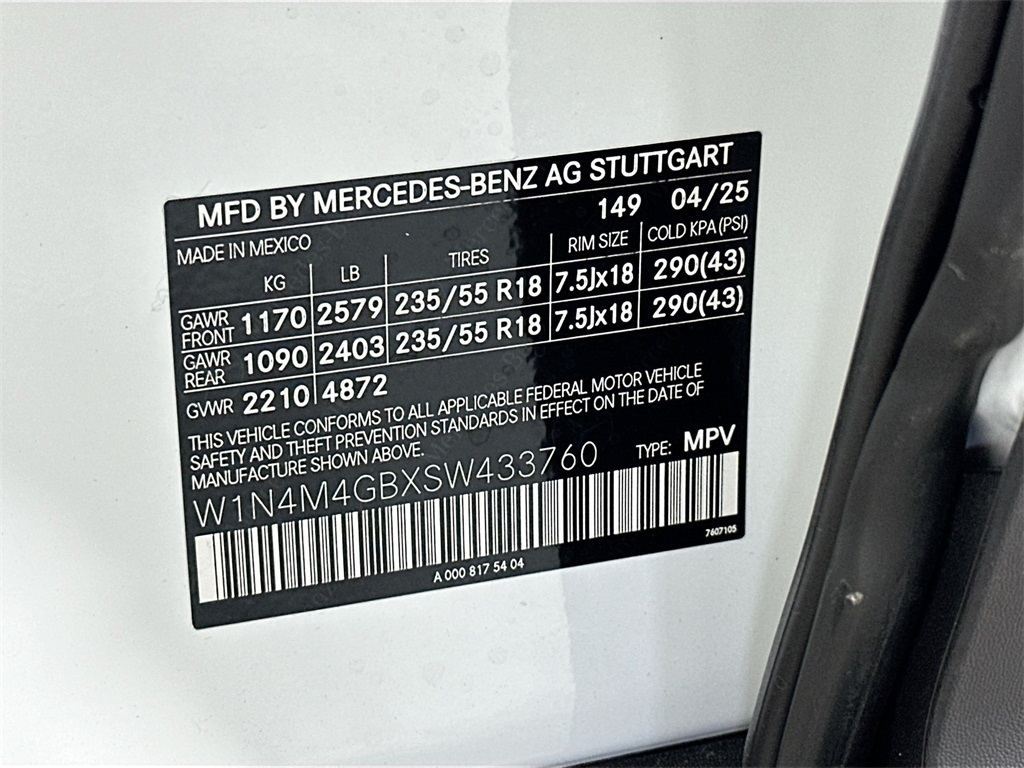 MFD BY MERCEDES-BENZ AG STUTTGART
149 04/25
MADE IN MEXICO
KG LB TIRES RIM SIZE COLD KPA (PSI)
GAWR FRONT 1170 2579 235/55 R18 7.5Jx18 290(43)
GAWR REAR 1090 2403 235/55 R18 7.5Jx18 290(43)
GVWR 2210 4872
THIS VEHICLE CONFORMS TO ALL APPLICABLE FEDERAL MOTOR VEHICLE
SAFETY AND THEFT PREVENTION STANDARDS IN EFFECT ON THE DATE OF
MANUFACTURE SHOWN ABOVE.
TYPE: MPV
W1N4M4GBXSW433760
7607105
A 000 817 54 04